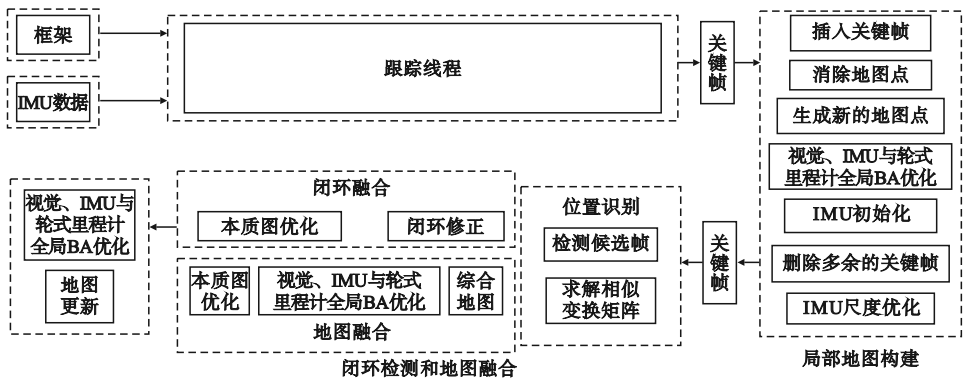 框架
IMU数据
跟踪线程
关
键
帧
插入关键帧
消除地图点
生成新的地图点
视觉、IMU与轮式
里程计全局BA优化
IMU初始化
删除多余的关键帧
IMU尺度优化
局部地图构建
关
键
帧
位置识别
检测候选帧
求解相似
变换矩阵
闭环融合
本质图优化
闭环修正
本质图
优化
视觉、IMU与轮式
里程计全局BA优化
综合
地图
地图融合
闭环检测和地图融合
视觉、IMU与
轮式里程计
全局BA优化
地图
更新